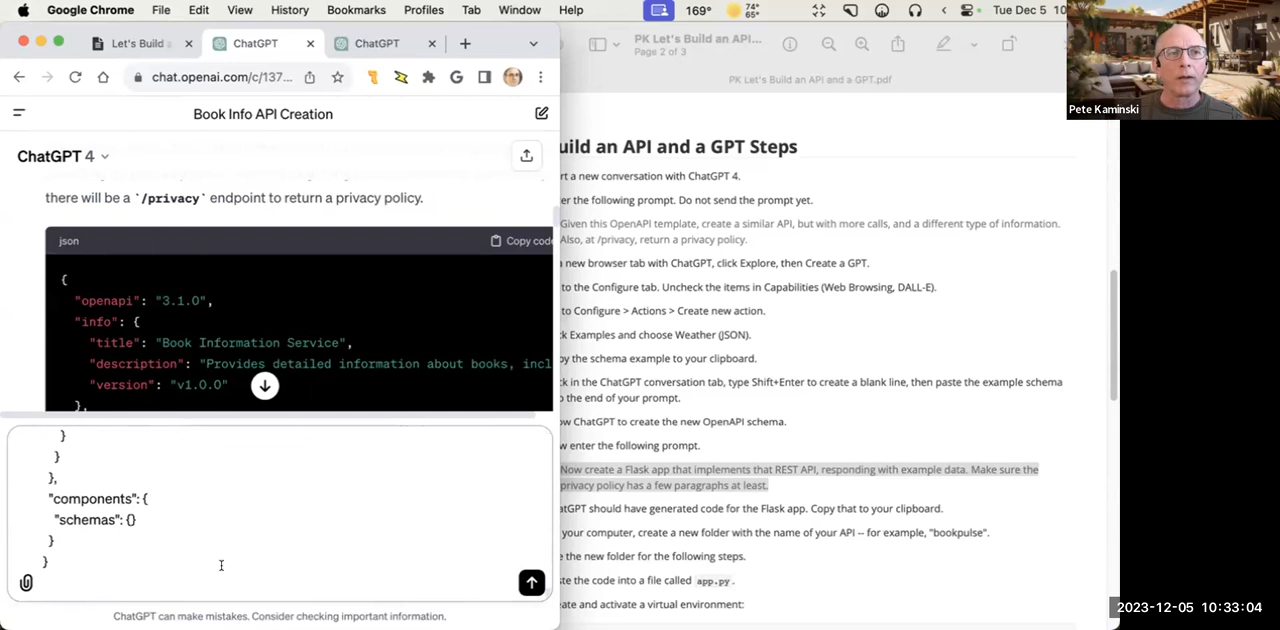 Google Chrome File Edit View History Bookmarks Profiles Tab Window Help 169° 74° 65° Tue Dec 5 10
Let's Build a ChatGPT ChatGPT
chat.openai.com/c/137...
Book Info API Creation
ChatGPT 4
there will be a `/privacy` endpoint to return a privacy policy.
json Copy code
{
"openapi": "3.1.0",
"info": {
"title": "Book Information Service",
"description": "Provides detailed information about books, incl
"version": "v1.0.0"
},
}
}
},
"components": {
"schemas": {}
}
}
ChatGPT can make mistakes. Consider checking important information.
PK Let's Build an API...
Page 2 of 3
PK Let's Build an API and a GPT.pdf
uild an API and a GPT Steps
rt a new conversation with ChatGPT 4.
er the following prompt. Do not send the prompt yet.
Given this OpenAPI template, create a similar API, but with more calls, and a different type of information.
Also, at /privacy, return a privacy policy.
a new browser tab with ChatGPT, click Explore, then Create a GPT.
to the Configure tab. Uncheck the items in Capabilities (Web Browsing, DALL-E).
to Configure > Actions > Create new action.
k Examples and choose Weather (JSON).
py the schema example to your clipboard.
ck in the ChatGPT conversation tab, type Shift+Enter to create a blank line, then paste the example schema
o the end of your prompt.
ow ChatGPT to create the new OpenAPI schema.
w enter the following prompt.
Now create a Flask app that implements that REST API, responding with example data. Make sure the
privacy policy has a few paragraphs at least.
atGPT should have generated code for the Flask app. Copy that to your clipboard.
your computer, create a new folder with the name of your API -- for example, "bookpulse".
e the new folder for the following steps.
ste the code into a file called app.py.
eate and activate a virtual environment:
Pete Kaminski
2023-12-05 10:33:04